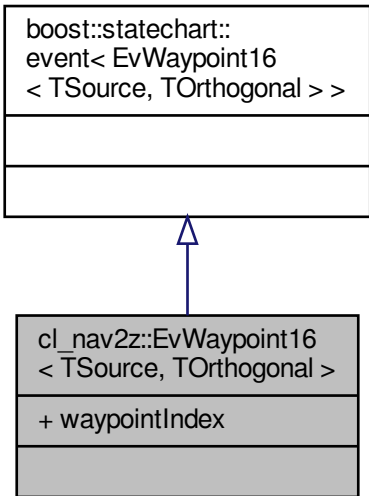 boost::statechart::
event< EvWaypoint16
< TSource, TOrthogonal > >
cl_nav2z::EvWaypoint16
< TSource, TOrthogonal >
+ waypointIndex